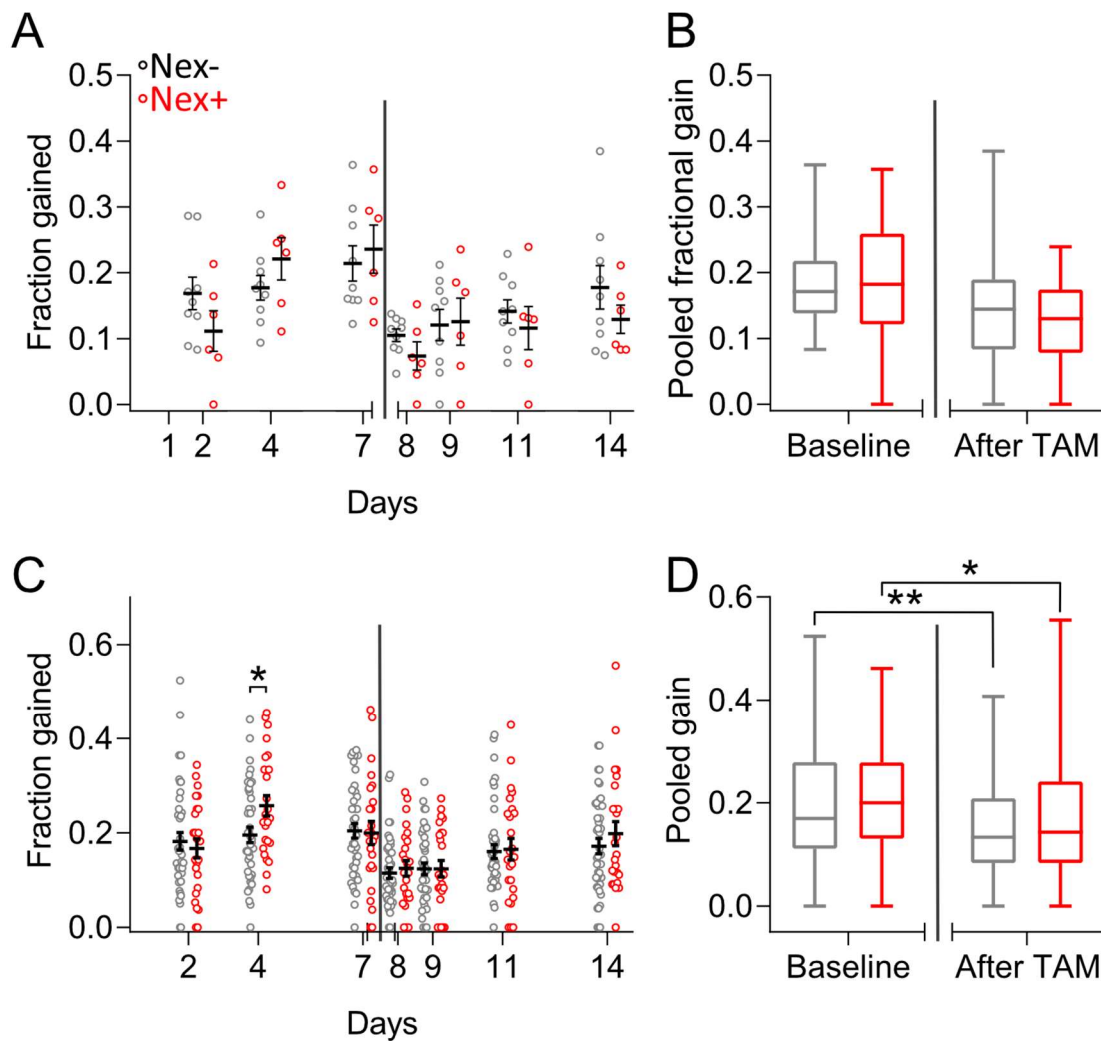 A
Nex-
Nex+
0.5
0.4
0.3
0.2
0.1
0.0
Fraction gained
1 2 4 7 8 9 11 14
Days
B
0.5
0.4
0.3
0.2
0.1
0.0
Pooled fractional gain
Baseline After TAM
C
0.6
0.4
0.2
0.0
Fraction gained
*
2 4 7 8 9 11 14
Days
D
0.6
0.4
0.2
0.0
Pooled gain
*
**
Baseline After TAM